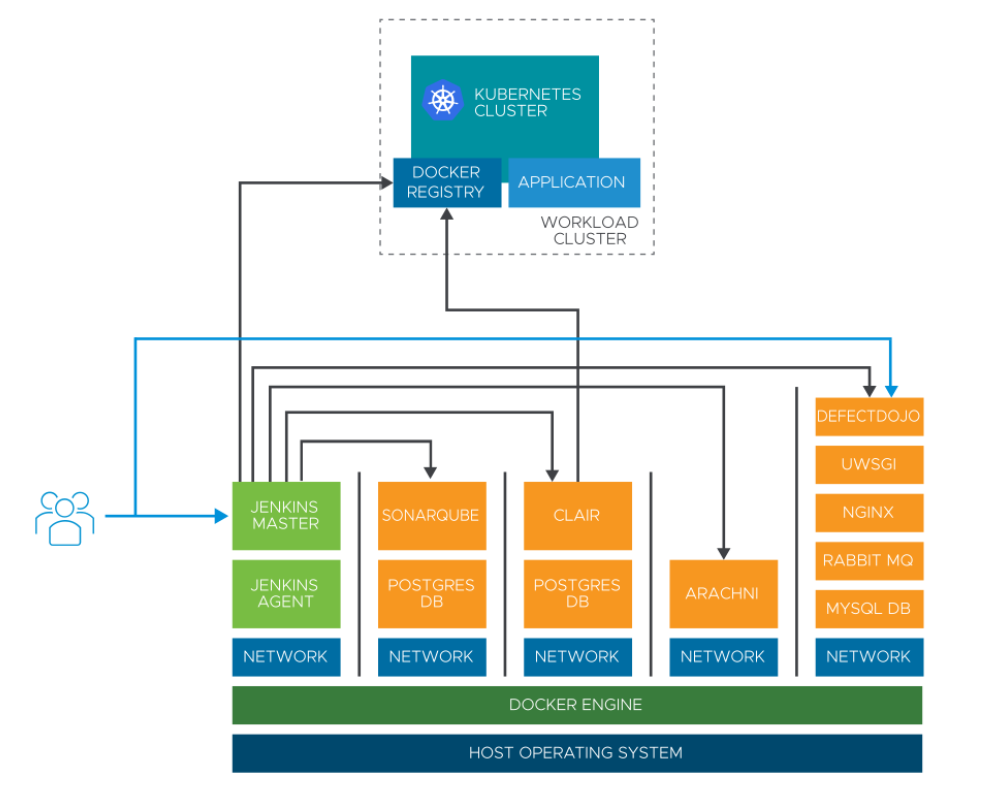 KUBERNETES
CLUSTER
DOCKER
REGISTRY
APPLICATION
WORKLOAD
CLUSTER
DEFECTDOJO
UWSGI
NGINX
RABBIT MQ
MYSQL DB
NETWORK
JENKINS
MASTER
JENKINS
AGENT
NETWORK
SONARQUBE
POSTGRES
DB
NETWORK
CLAIR
POSTGRES
DB
NETWORK
ARACHNI
NETWORK
DOCKER ENGINE
HOST OPERATING SYSTEM